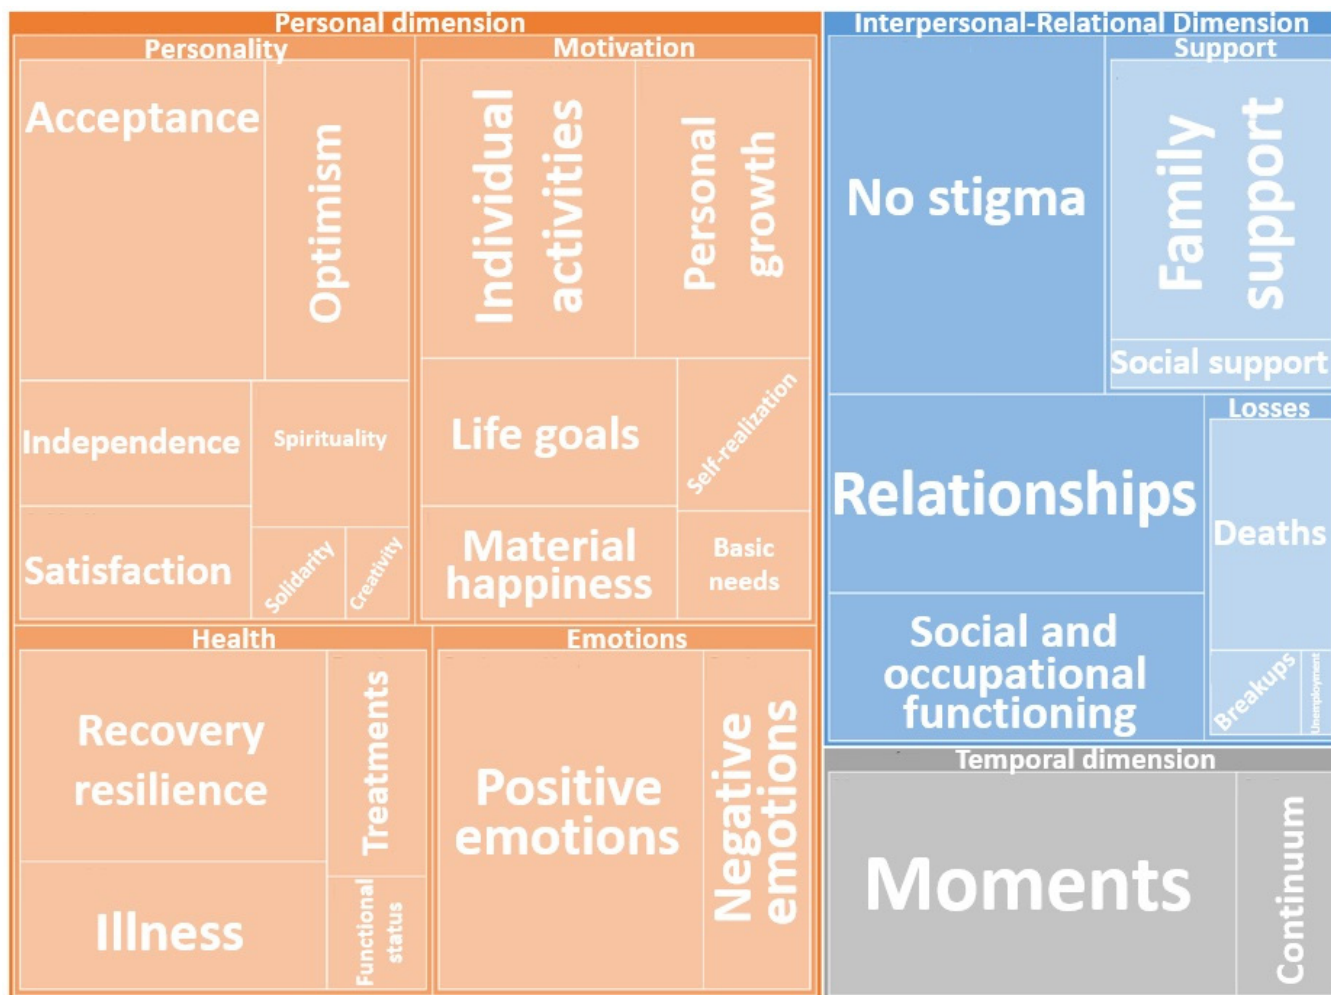 Personal dimension
Personality
Acceptance
Optimism
Independence
Spirituality
Satisfaction
Solidarity
Creativity
Motivation
Individual
activities
Personal
growth
Life goals
Self-realization
Material
happiness
Basic
needs
Health
Recovery
resilience
Treatments
Illness
Functional
status
Emotions
Positive
emotions
Negative
emotions
Interpersonal-Relational Dimension
No stigma
Support
Family
support
Social support
Relationships
Losses
Deaths
Breakups
Unemployment
Social and
occupational
functioning
Temporal dimension
Moments
Continuum